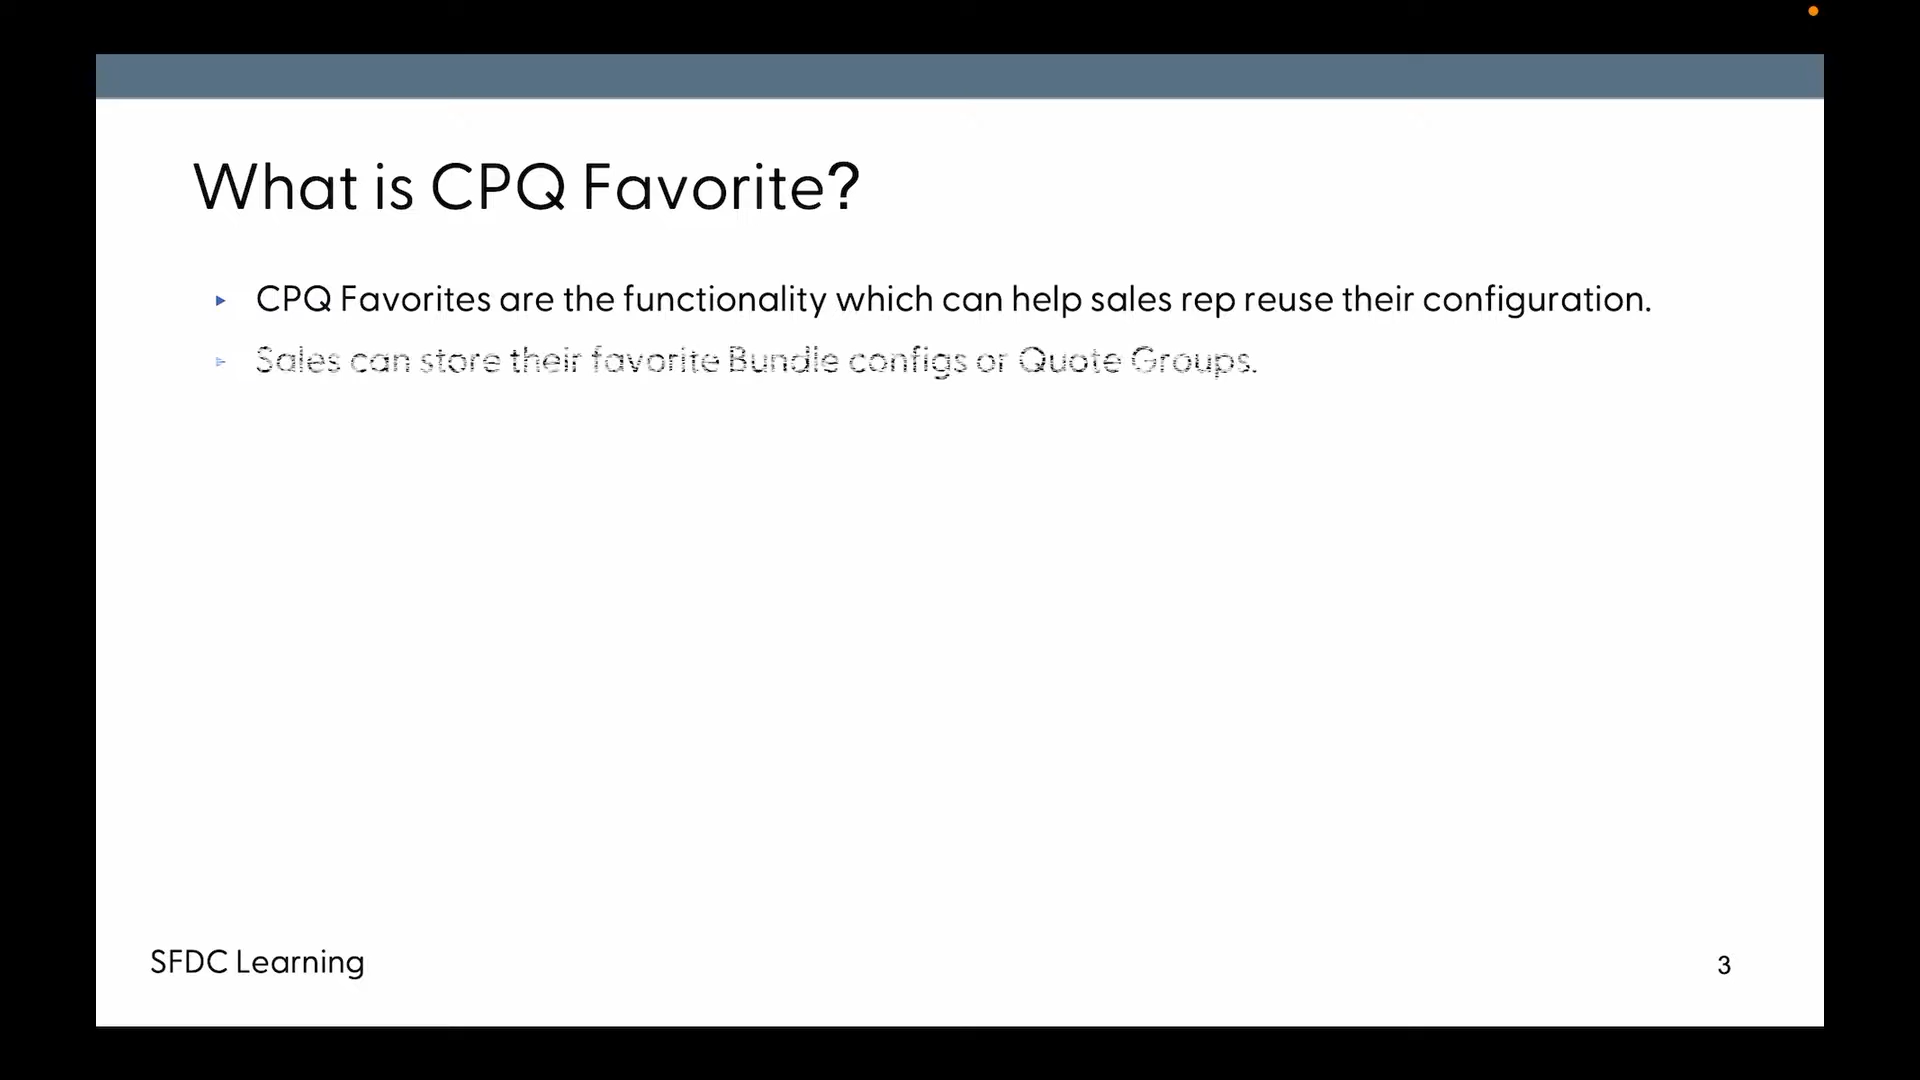 What is CPQ Favorite?
CPQ Favorites are the functionality which can help sales rep reuse their configuration.
Sales can store their favorite Bundle configs or Quote Groups.
SFDC Learning
3